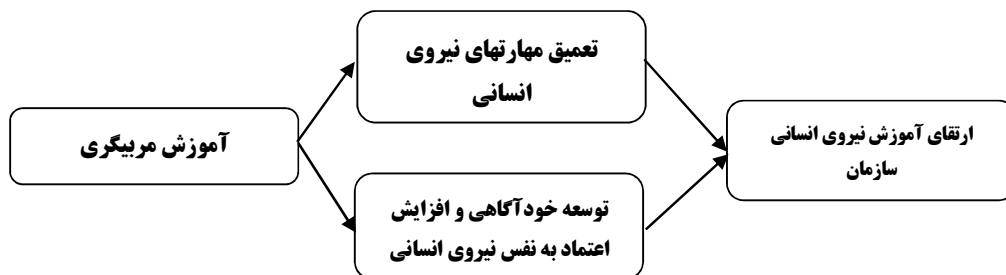 تعمیق مهارتهای نیروی
انسانی
آموزش مربیگری
ارتقای آموزش نیروی انسانی
سازمان
توسعه خودآگاهی و افزایش
اعتماد به نفس نیروی انسانی